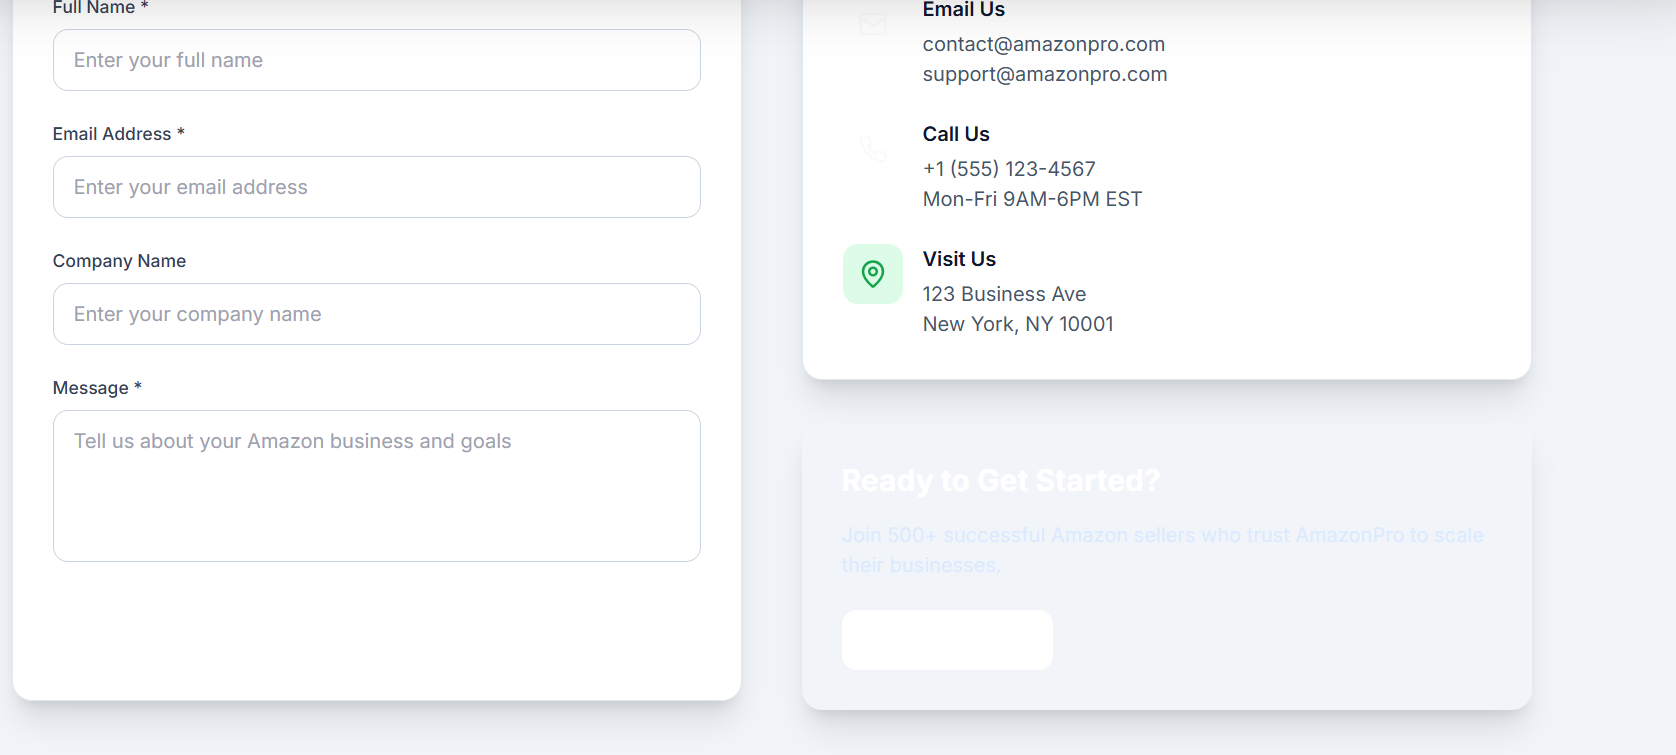 Full Name *
Enter your full name
Email Address *
Enter your email address
Company Name
Enter your company name
Message *
Tell us about your Amazon business and goals
Email Us
contact@amazonpro.com
support@amazonpro.com
Call Us
+1 (555) 123-4567
Mon-Fri 9AM-6PM EST
Visit Us
123 Business Ave
New York, NY 10001
Ready to Get Started?
Join 500+ successful Amazon sellers who trust AmazonPro to scale
their businesses.